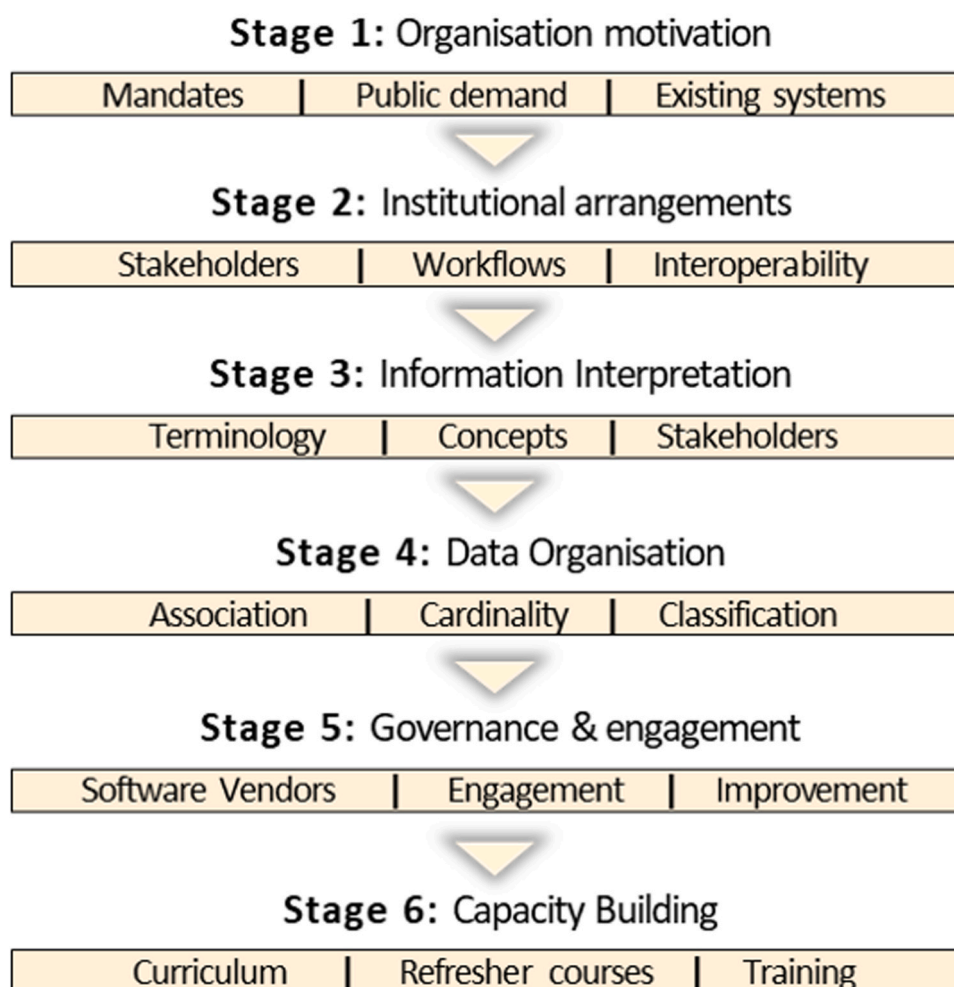 Stage 1: Organisation motivation
Mandates | Public demand | Existing systems
Stage 2: Institutional arrangements
Stakeholders | Workflows | Interoperability
Stage 3: Information Interpretation
Terminology | Concepts | Stakeholders
Stage 4: Data Organisation
Association | Cardinality | Classification
Stage 5: Governance & engagement
Software Vendors | Engagement | Improvement
Stage 6: Capacity Building
Curriculum | Refresher courses | Training